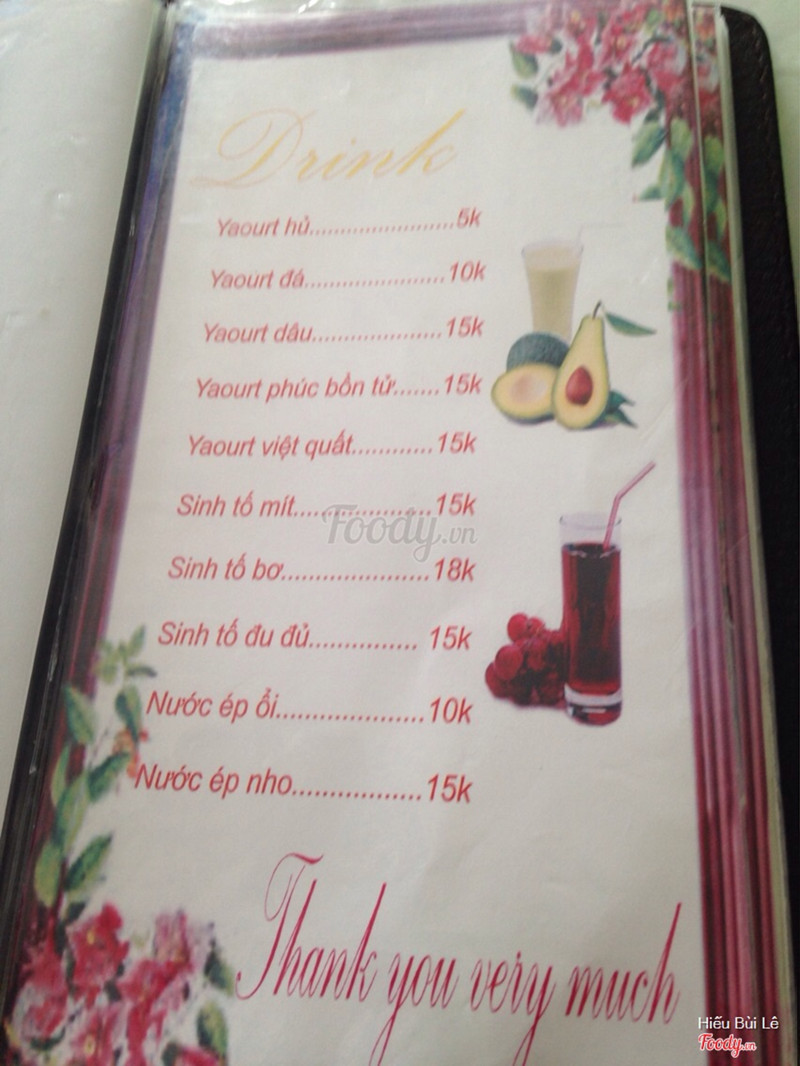 Drink
Yaourt hủ........................5k
Yaourt đá.......................10k
Yaourt dâu.....................15k
Yaourt phúc bồn tử.......15k
Yaourt việt quất............15k
Sinh tố mít.....................15k
Sinh tố bơ......................18k
Sinh tố đu đủ................ 15k
Nước ép ổi.....................10k
Nước ép nho..................15k
Thank you very much
Foody.vn
Hiếu Bùi Lê
Foody.vn